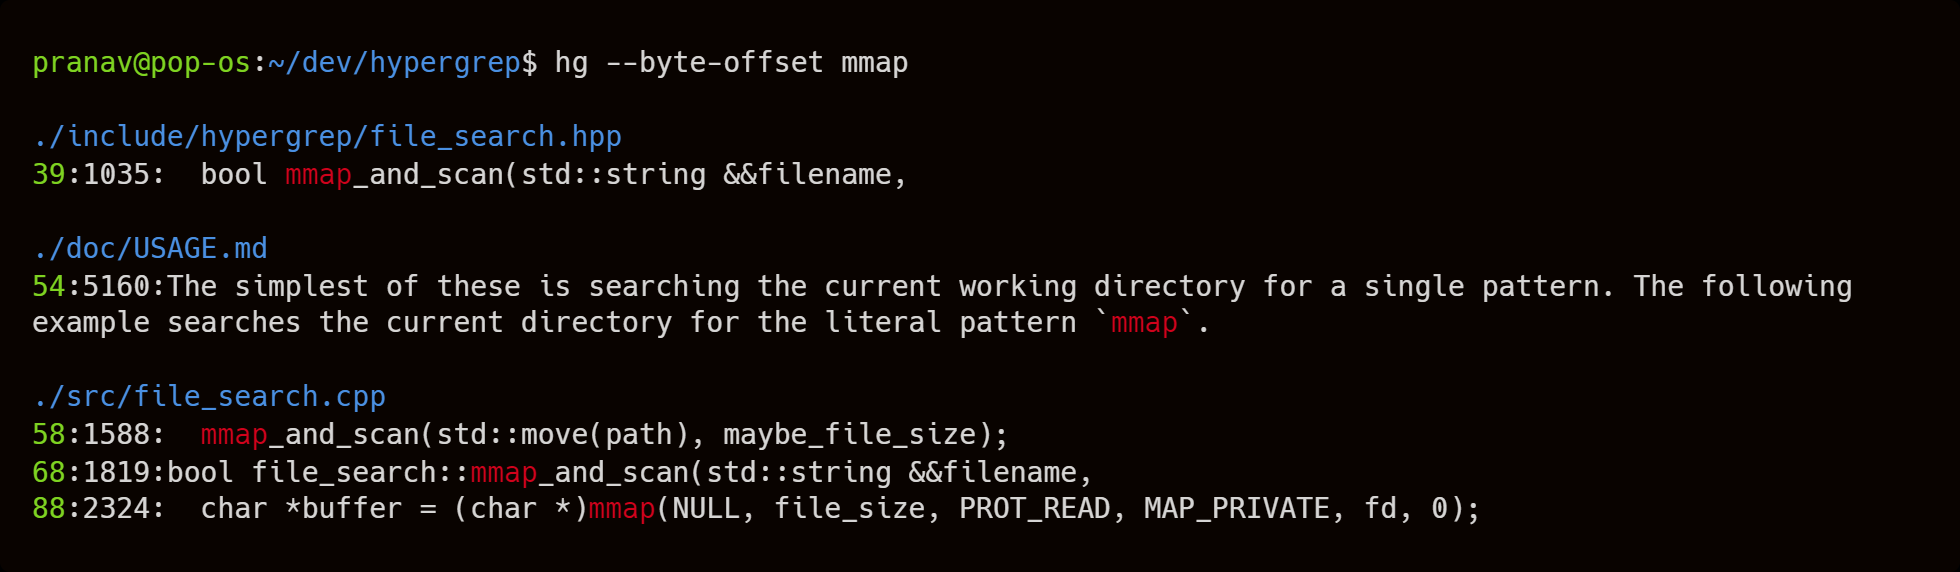 pranav@pop-os:~/dev/hypergrep$ hg --byte-offset mmap
./include/hypergrep/file_search.hpp
39:1035:  bool mmap_and_scan(std::string &&filename,
./doc/USAGE.md
54:5160:The simplest of these is searching the current working directory for a single pattern. The following
example searches the current directory for the literal pattern `mmap`.
./src/file_search.cpp
58:1588:  mmap_and_scan(std::move(path), maybe_file_size);
68:1819:bool file_search::mmap_and_scan(std::string &&filename,
88:2324:  char *buffer = (char *)mmap(NULL, file_size, PROT_READ, MAP_PRIVATE, fd, 0);